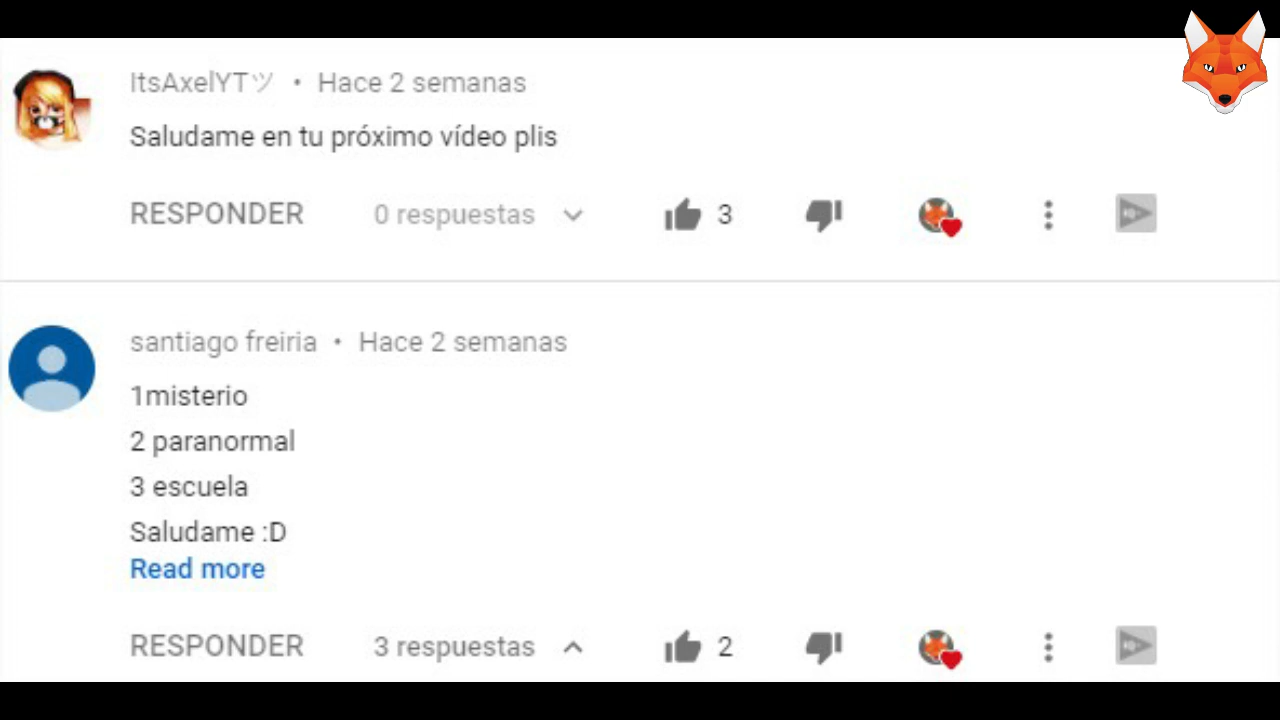 ItsAxelYTツ • Hace 2 semanas
Saludame en tu próximo vídeo plis
RESPONDER 0 respuestas 3
santiago freiria • Hace 2 semanas
1misterio
2 paranormal
3 escuela
Saludame :D
Read more
RESPONDER 3 respuestas 2